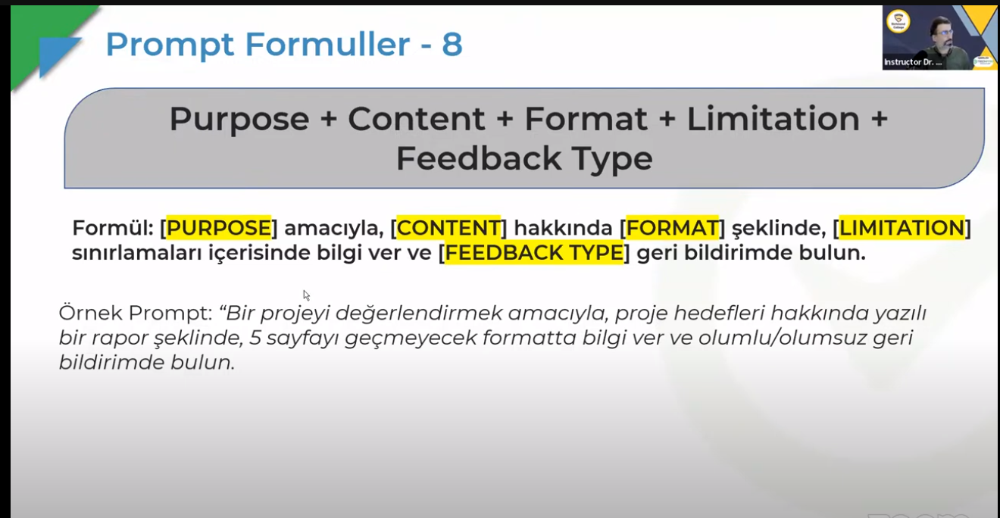 Prompt Formuller - 8
Instructor Dr. ...
Purpose + Content + Format + Limitation +
Feedback Type
Formül: [PURPOSE] amacıyla, [CONTENT] hakkında [FORMAT] şeklinde, [LIMITATION]
sınırlamaları içerisinde bilgi ver ve [FEEDBACK TYPE] geri bildirimde bulun.
Örnek Prompt: “Bir projeyi değerlendirmek amacıyla, proje hedefleri hakkında yazılı
bir rapor şeklinde, 5 sayfayı geçmeyecek formatta bilgi ver ve olumlu/olumsuz geri
bildirimde bulun.
zoom